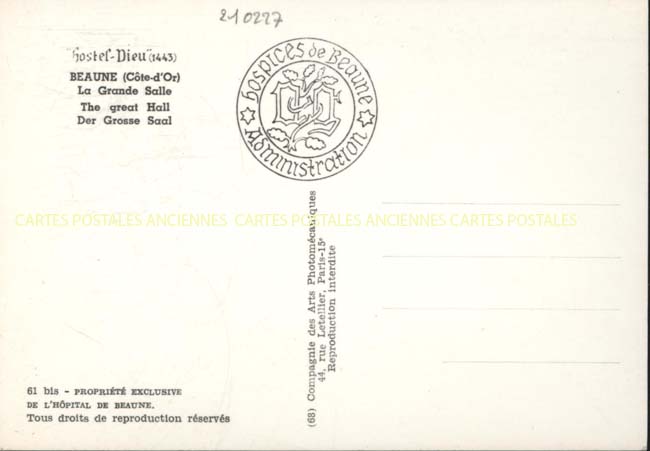 210227
"Hostel-Dieu" (1443)
BEAUNE (Côte-d'Or)
La Grande Salle
The great Hall
Der Grosse Saal
Hospices de Beaune
Administration
CARTES POSTALES ANCIENNES CARTES POSTALES ANCIENNES CARTES POSTALES
(68) Compagnie des Arts Photomécaniques
44, rue Letellier, Paris-15e
Reproduction interdite
61 bis - PROPRIÉTÉ EXCLUSIVE
DE L'HÔPITAL DE BEAUNE.
Tous droits de reproduction réservés